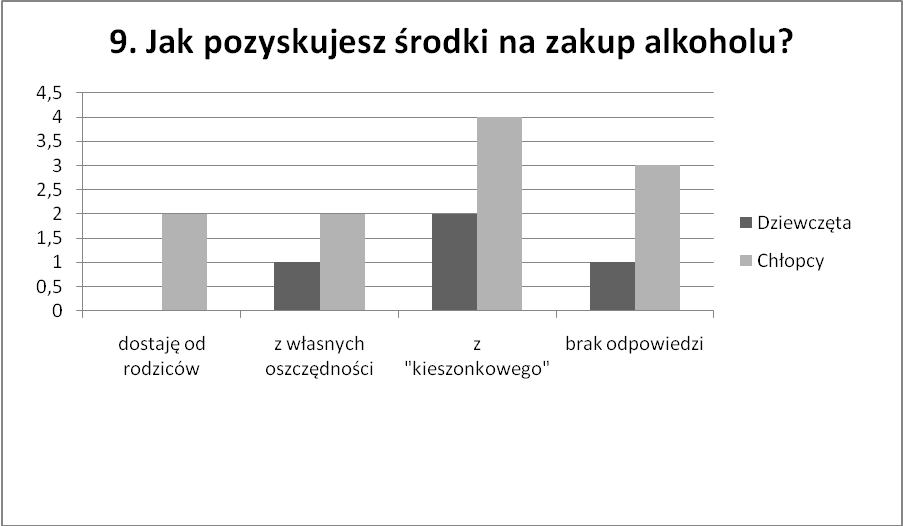 9. Jak pozyskujesz środki na zakup alkoholu?
4,5
4
3,5
3
2,5
2
1,5
1
0,5
0
dostaję od
rodziców
z własnych
oszczędności
z
"kieszonkowego"
brak odpowiedzi
Dziewczęta
Chłopcy